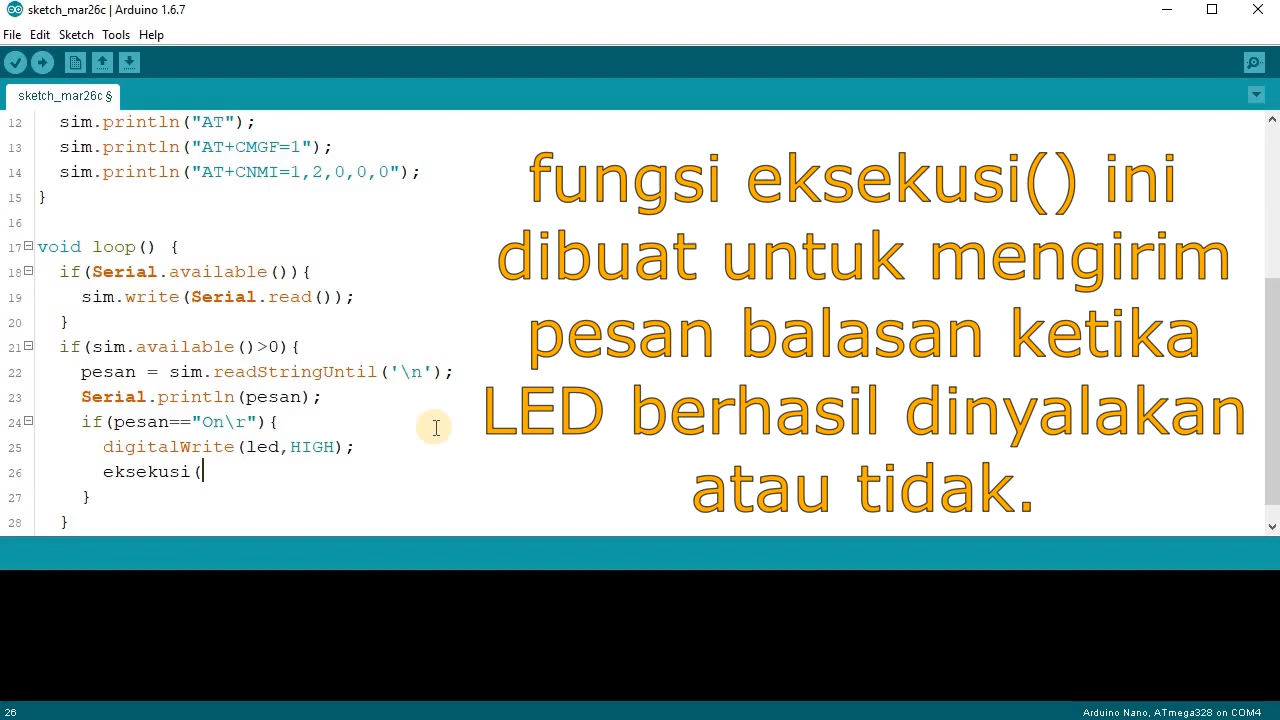 sketch_mar26c | Arduino 1.6.7
File Edit Sketch Tools Help
sketch_mar26c §
12 sim.println("AT");
13 sim.println("AT+CMGF=1");
14 sim.println("AT+CNMI=1,2,0,0,0");
15 }
16
17 void loop() {
18 if(Serial.available()){
19 sim.write(Serial.read());
20 }
21 if(sim.available()>0){
22 pesan = sim.readStringUntil('\n');
23 Serial.println(pesan);
24 if(pesan=="On\r"){
25 digitalWrite(led,HIGH);
26 eksekusi(
27 }
28 }
fungsi eksekusi() ini
dibuat untuk mengirim
pesan balasan ketika
LED berhasil dinyalakan
atau tidak.
26
Arduino Nano, ATmega328 on COM4